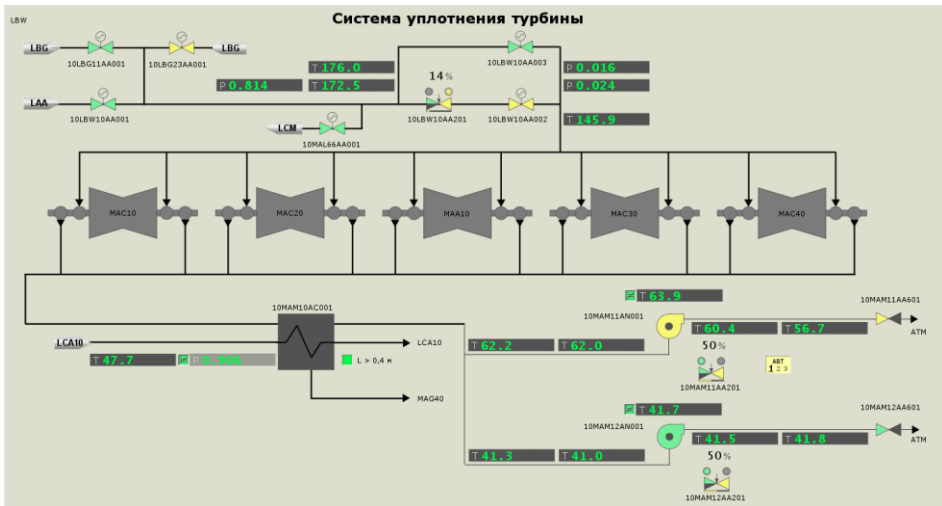 LBW
Система уплотнения турбины
LBG
LBG
10LBG11AA001
10LBG23AA001
10LBW10AA003
T 176.0
P 0.016
P 0.814
T 172.5
14%
P 0.024
LAA
10LBW10AA001
10LBW10AA201
10LBW10AA002
T 145.9
LCM
10MAL66AA001
MAC10
MAC20
MAA10
MAC30
MAC40
T 63.9
10MAM11AA601
10MAM10AC001
10MAM11AN001
T 60.4
T 56.7
ATM
LCA10
LCA10
T 62.2
T 62.0
50%
T 47.7
L > 0,4 м
АВТ
1 2 3
10MAM11AA201
MAG40
T 41.7
10MAM12AA601
10MAM12AN001
T 41.5
T 41.8
ATM
T 41.3
T 41.0
50%
10MAM12AA201